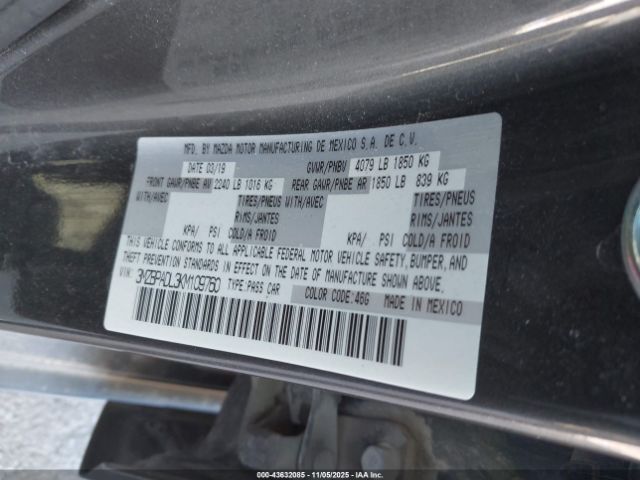 MFD. BY MAZDA MOTOR MANUFACTURING DE MEXICO S.A. DE C.V.
DATE 03/19 GVWR/PNBV 4079 LB 1850 KG
FRONT GAWR/PNBE AV 2240 LB 1016 KG REAR GAWR/PNBE AR 1850 LB 839 KG
WITH/AVEC TIRES/PNEUS WITH/AVEC TIRES/PNEUS
RIMS/JANTES RIMS/JANTES
KPA/ PSI COLD/A FROID KPA/ PSI COLD/A FROID
THIS VEHICLE CONFORMS TO ALL APPLICABLE FEDERAL MOTOR VEHICLE SAFETY, BUMPER, AND
THEFT PREVENTION STANDARDS IN EFFECT ON THE DATE OF MANUFACTURE SHOWN ABOVE.
VIN: 3MZBPADL3KM109760 TYPE:PASS CAR
COLOR CODE:46G MADE IN MEXICO
000-43632085 - 11/05/2025 - IAAI.COM